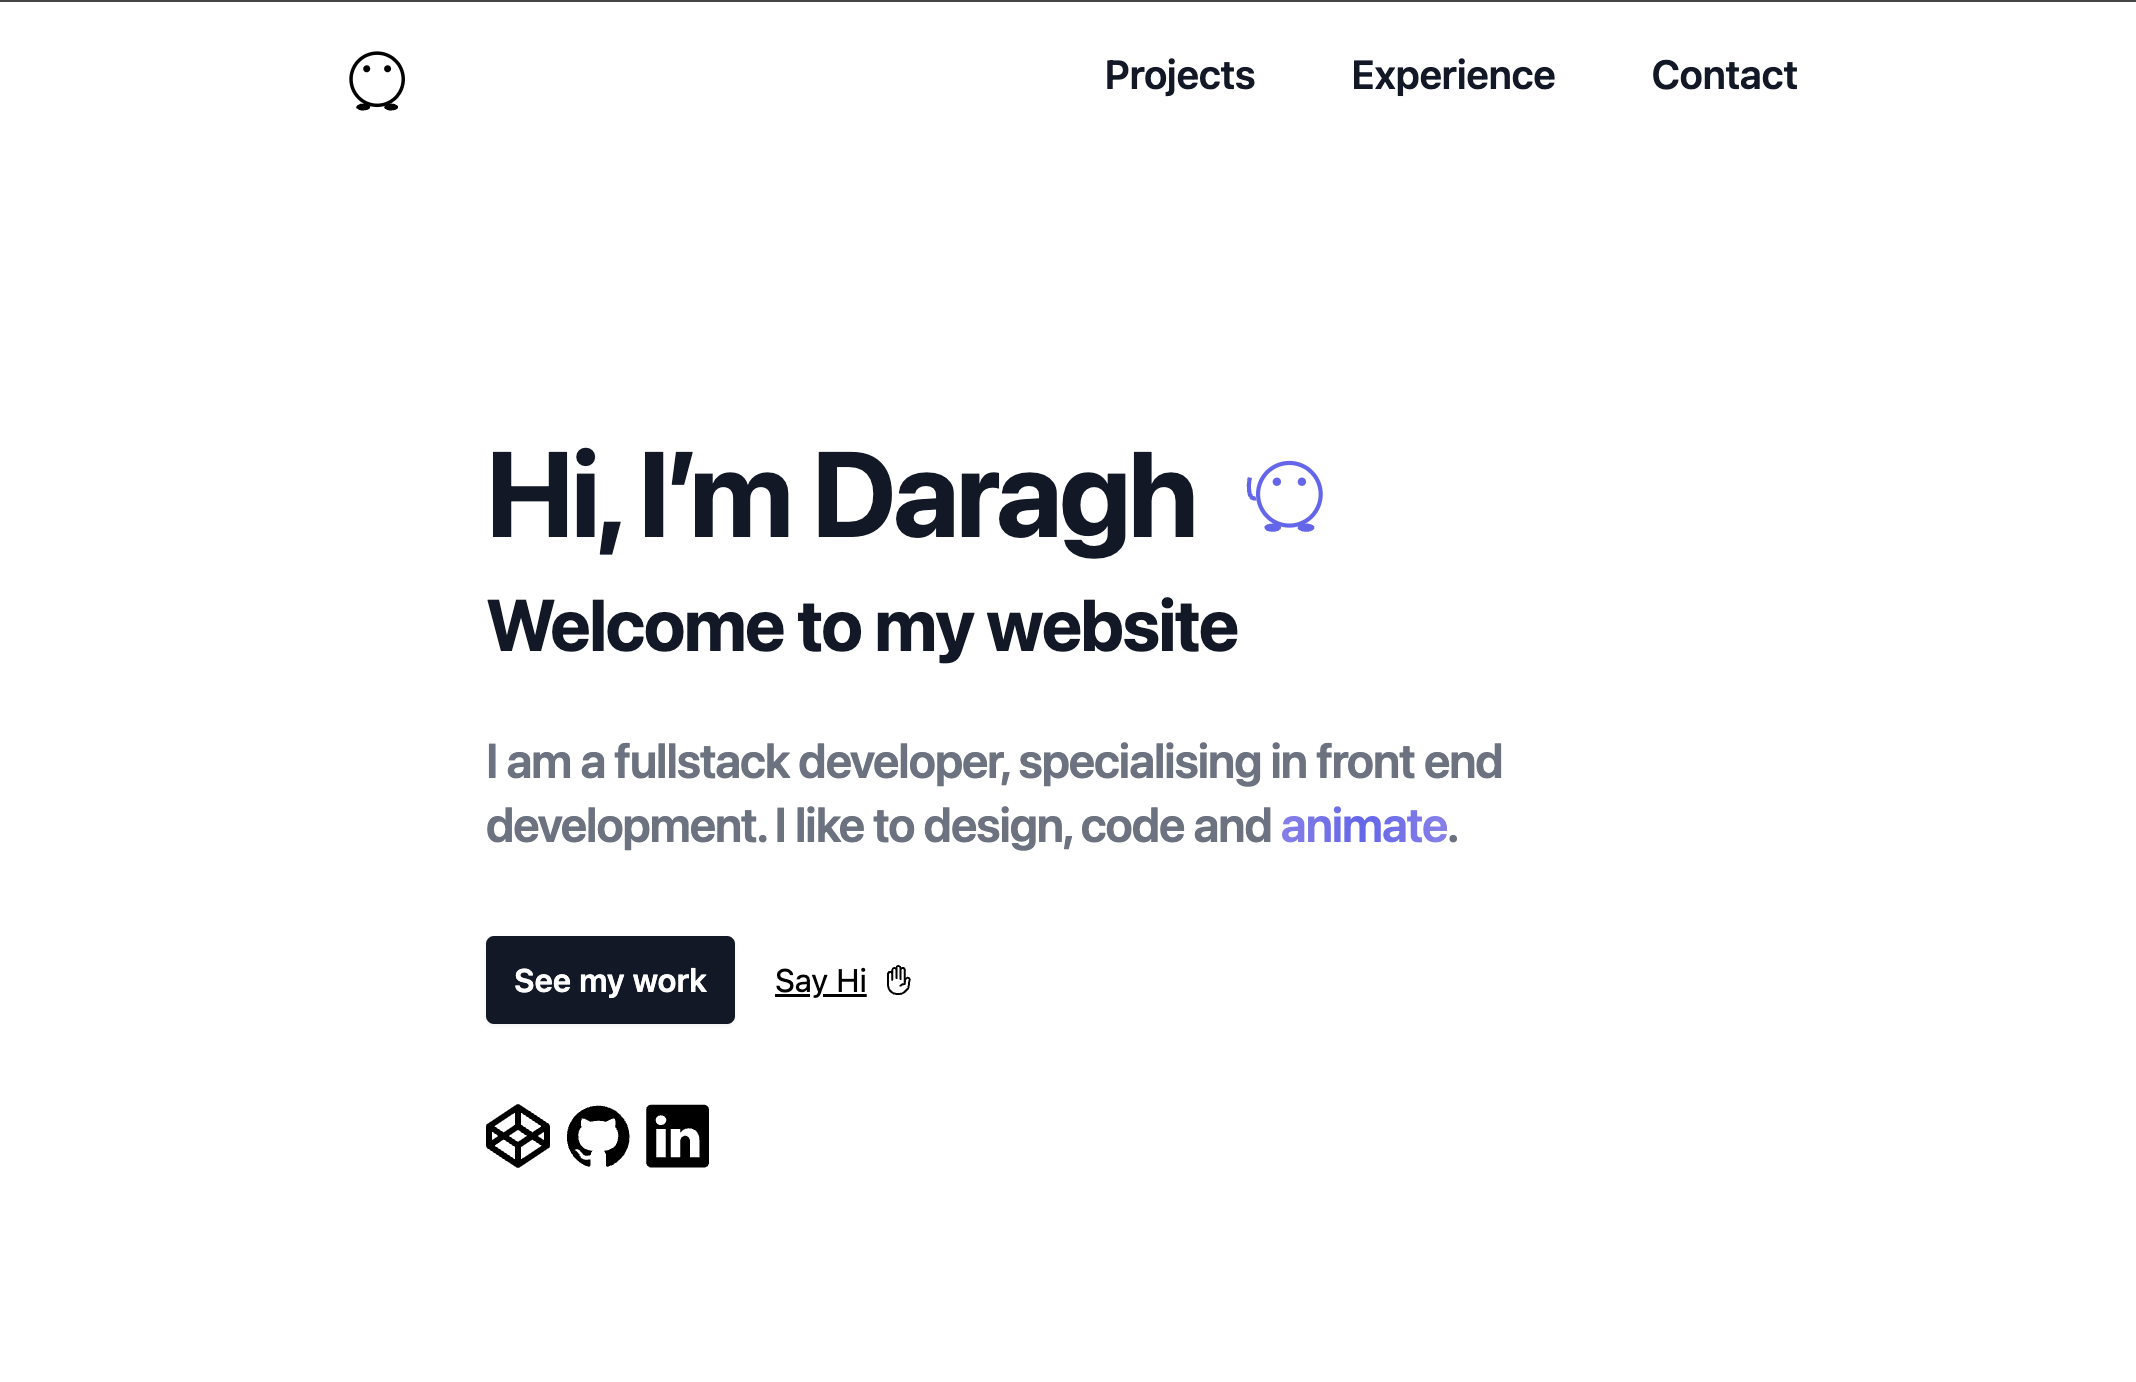 Projects Experience Contact
Hi, I’m Daragh
Welcome to my website
I am a fullstack developer, specialising in front end
development. I like to design, code and animate.
See my work Say Hi
in